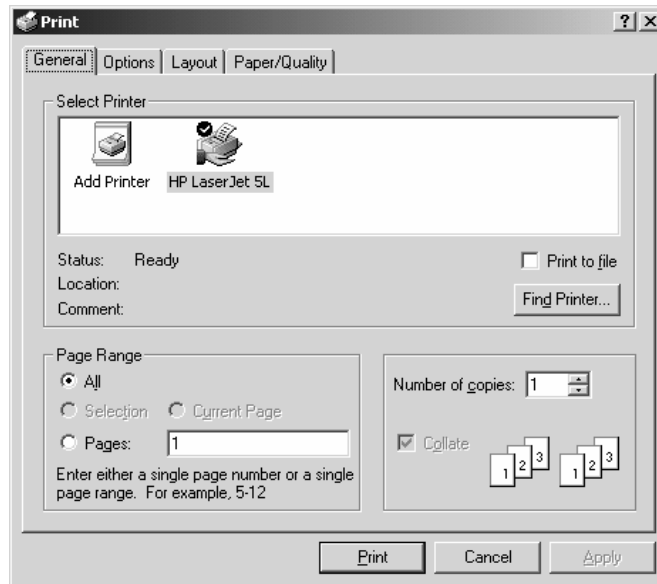 Print
General Options Layout Paper/Quality
Select Printer
Add Printer HP LaserJet 5L
Status: Ready
Print to file
Location:
Find Printer...
Comment:
Page Range
All
Selection Current Page
Pages: 1
Enter either a single page number or a single
page range. For example, 5-12
Number of copies: 1
Collate
1 2 3 1 2 3
Print Cancel Apply